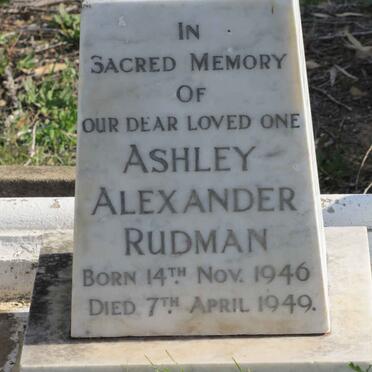 In
Sacred Memory
Of
our dear loved one
Ashley
Alexander
Rudman
Born 14th Nov. 1946
Died 7th April 1949.